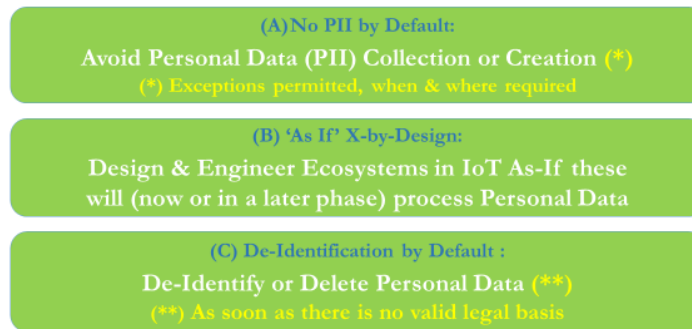 (A)No PII by Default:
Avoid Personal Data (PII) Collection or Creation (*)
(*) Exceptions permitted, when & where required
(B) ‘As If’ X-by-Design:
Design & Engineer Ecosystems in IoT As-If these
will (now or in a later phase) process Personal Data
(C) De-Identification by Default :
De-Identify or Delete Personal Data (**)
(**) As soon as there is no valid legal basis